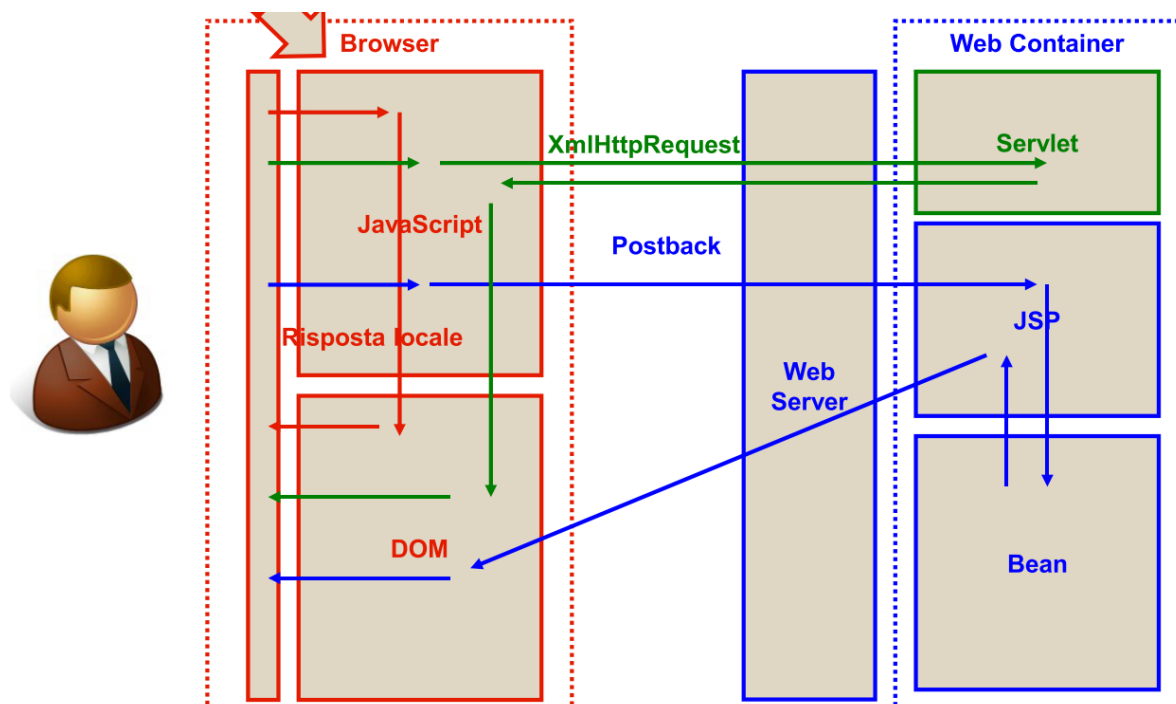 Browser
Web Container
XmlHttpRequest
Servlet
JavaScript
Postback
Risposta locale
JSP
Web
Server
DOM
Bean